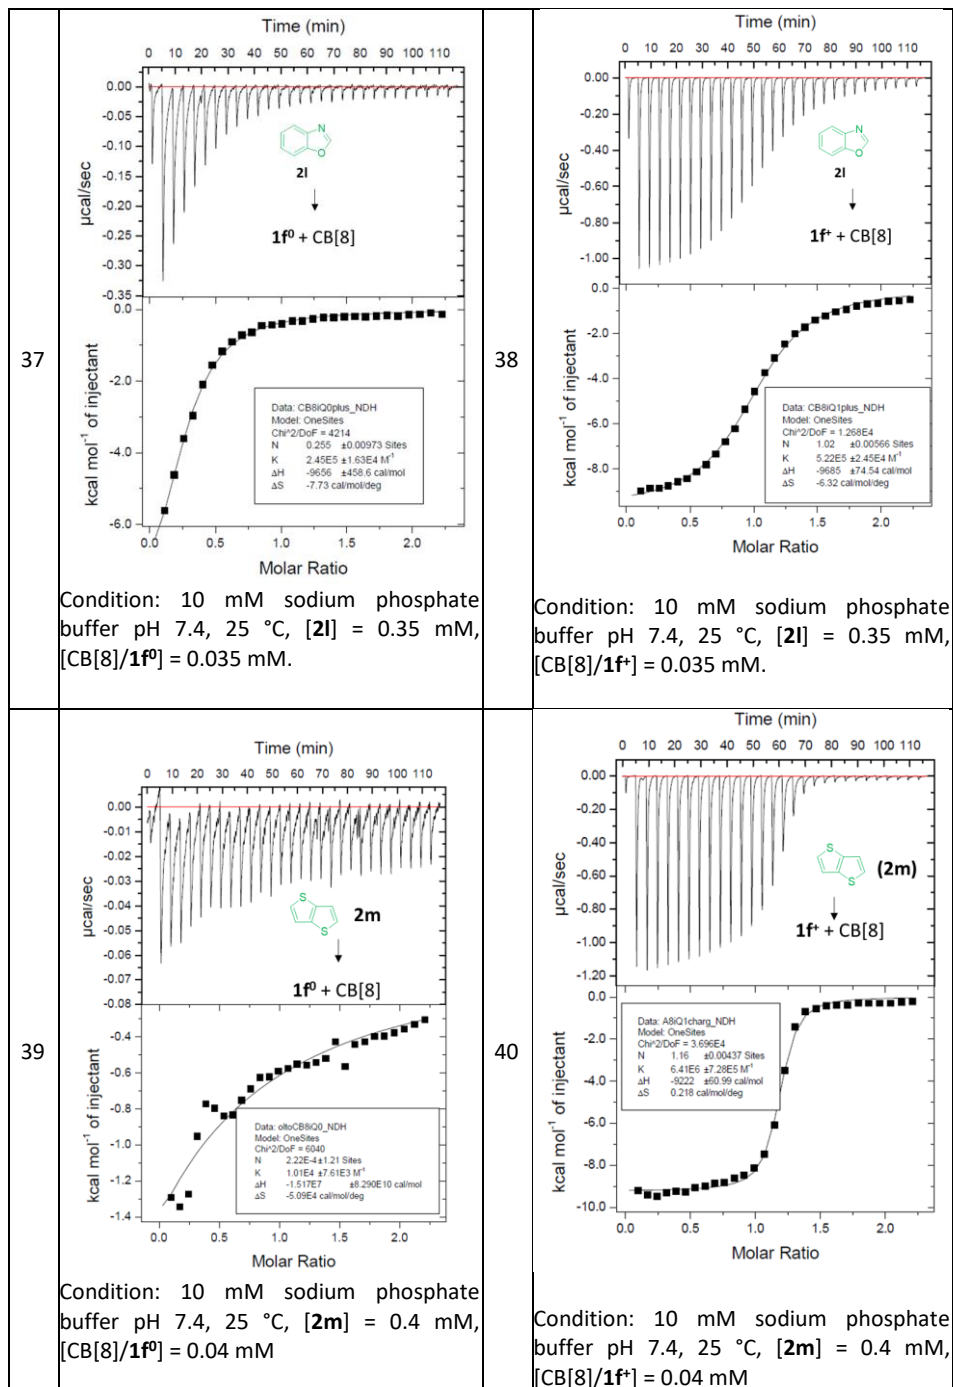 37
Time (min)
0 10 20 30 40 50 60 70 80 90 100 110
0.00
-0.05
-0.10
-0.15
-0.20
-0.25
-0.30
-0.35
µcal/sec
N
O
2l
1f⁰ + CB[8]
0.0
-2.0
-4.0
-6.0
kcal mol⁻¹ of injectant
Data: CB8iQ0plus_NDH
Model: OneSites
Chi^2/DoF = 4214
N 0.255 ±0.00973 Sites
K 2.45E5 ±1.63E4 M⁻¹
ΔH -9656 ±458.6 cal/mol
ΔS -7.73 cal/mol/deg
0.0 0.5 1.0 1.5 2.0
Molar Ratio
Condition: 10 mM sodium phosphate
buffer pH 7.4, 25 °C, [2l] = 0.35 mM,
[CB[8]/1f⁰] = 0.035 mM.
38
Time (min)
0 10 20 30 40 50 60 70 80 90 100 110
0.00
-0.20
-0.40
-0.60
-0.80
-1.00
µcal/sec
N
O
2l
1f⁺ + CB[8]
0.0
-2.0
-4.0
-6.0
-8.0
kcal mol⁻¹ of injectant
Data: CB8iQ1plus_NDH
Model: OneSites
Chi^2/DoF = 1.268E4
N 1.02 ±0.00566 Sites
K 5.22E5 ±2.45E4 M⁻¹
ΔH -9685 ±74.54 cal/mol
ΔS -6.32 cal/mol/deg
0.0 0.5 1.0 1.5 2.0
Molar Ratio
Condition: 10 mM sodium phosphate
buffer pH 7.4, 25 °C, [2l] = 0.35 mM,
[CB[8]/1f⁺] = 0.035 mM.
39
Time (min)
0 10 20 30 40 50 60 70 80 90 100 110
0.00
-0.01
-0.02
-0.03
-0.04
-0.05
-0.06
-0.07
-0.08
µcal/sec
S
S
2m
1f⁰ + CB[8]
-0.4
-0.6
-0.8
-1.0
-1.2
-1.4
kcal mol⁻¹ of injectant
Data: oltoCB8iQ0_NDH
Model: OneSites
Chi^2/DoF = 6040
N 2.22E-4±1.21 Sites
K 1.01E4 ±7.61E3 M⁻¹
ΔH -1.517E7 ±8.290E10 cal/mol
ΔS -5.09E4 cal/mol/deg
0.0 0.5 1.0 1.5 2.0
Molar Ratio
Condition: 10 mM sodium phosphate
buffer pH 7.4, 25 °C, [2m] = 0.4 mM,
[CB[8]/1f⁰] = 0.04 mM
40
Time (min)
0 10 20 30 40 50 60 70 80 90 100 110
0.00
-0.20
-0.40
-0.60
-0.80
-1.00
-1.20
µcal/sec
S
S
(2m)
1f⁺ + CB[8]
0.0
-2.0
-4.0
-6.0
-8.0
-10.0
kcal mol⁻¹ of injectant
Data: A8iQ1charg_NDH
Model: OneSites
Chi^2/DoF = 3.696E4
N 1.16 ±0.00437 Sites
K 6.41E6 ±7.28E5 M⁻¹
ΔH -9222 ±60.99 cal/mol
ΔS 0.218 cal/mol/deg
0.0 0.5 1.0 1.5 2.0
Molar Ratio
Condition: 10 mM sodium phosphate
buffer pH 7.4, 25 °C, [2m] = 0.4 mM,
[CB[8]/1f⁺] = 0.04 mM